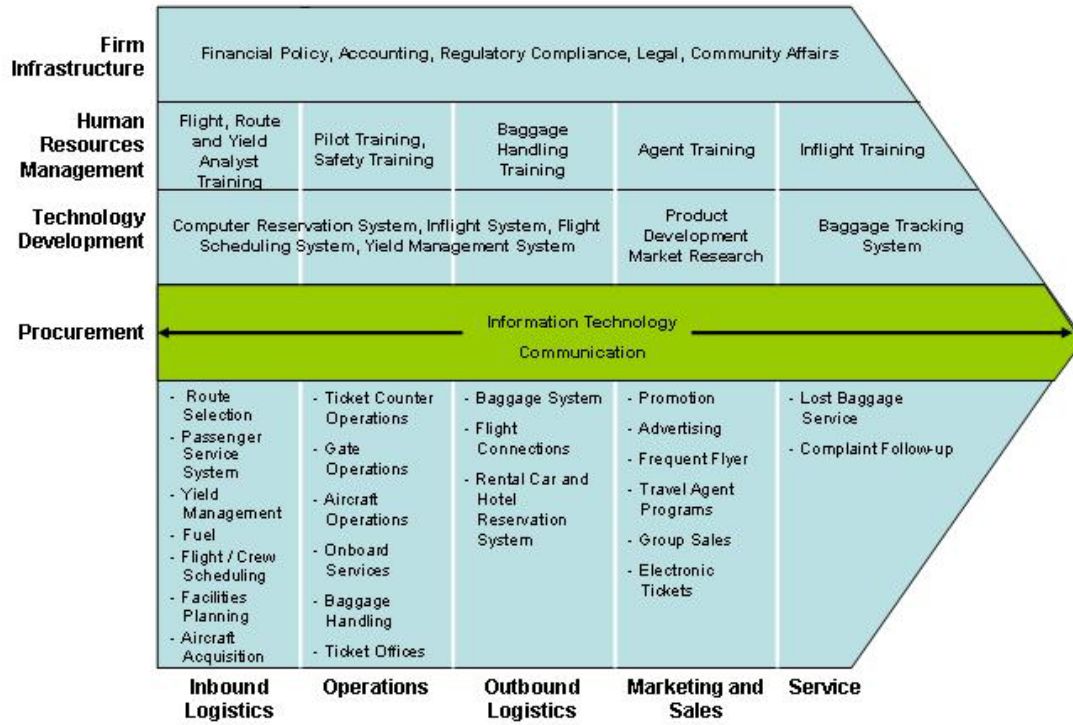 Firm
Infrastructure
Financial Policy, Accounting, Regulatory Compliance, Legal, Community Affairs
Human
Resources
Management
Flight, Route
and Yield
Analyst
Training
Pilot Training,
Safety Training
Baggage
Handling
Training
Agent Training
Inflight Training
Technology
Development
Computer Reservation System, Inflight System, Flight
Scheduling System, Yield Management System
Product
Development
Market Research
Baggage Tracking
System
Procurement
Information Technology
Communication
- Route
Selection
- Passenger
Service
System
- Yield
Management
- Fuel
- Flight / Crew
Scheduling
- Facilities
Planning
- Aircraft
Acquisition
- Ticket Counter
Operations
- Gate
Operations
- Aircraft
Operations
- Onboard
Services
- Baggage
Handling
- Ticket Offices
- Baggage System
- Flight
Connections
- Rental Car and
Hotel
Reservation
System
- Promotion
- Advertising
- Frequent Flyer
- Travel Agent
Programs
- Group Sales
- Electronic
Tickets
- Lost Baggage
Service
- Complaint Follow-up
Inbound
Logistics
Operations
Outbound
Logistics
Marketing and
Sales
Service